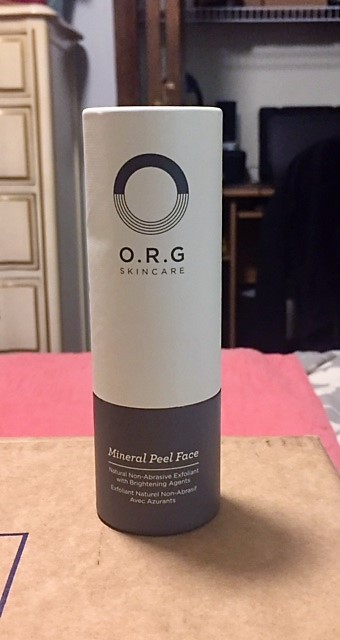 O.R.G
SKINCARE
Mineral Peel Face
Natural Non-Abrasive Exfoliant
with Brightening Agents
Exfoliant Naturel Non-Abrasif
Avec Azurants